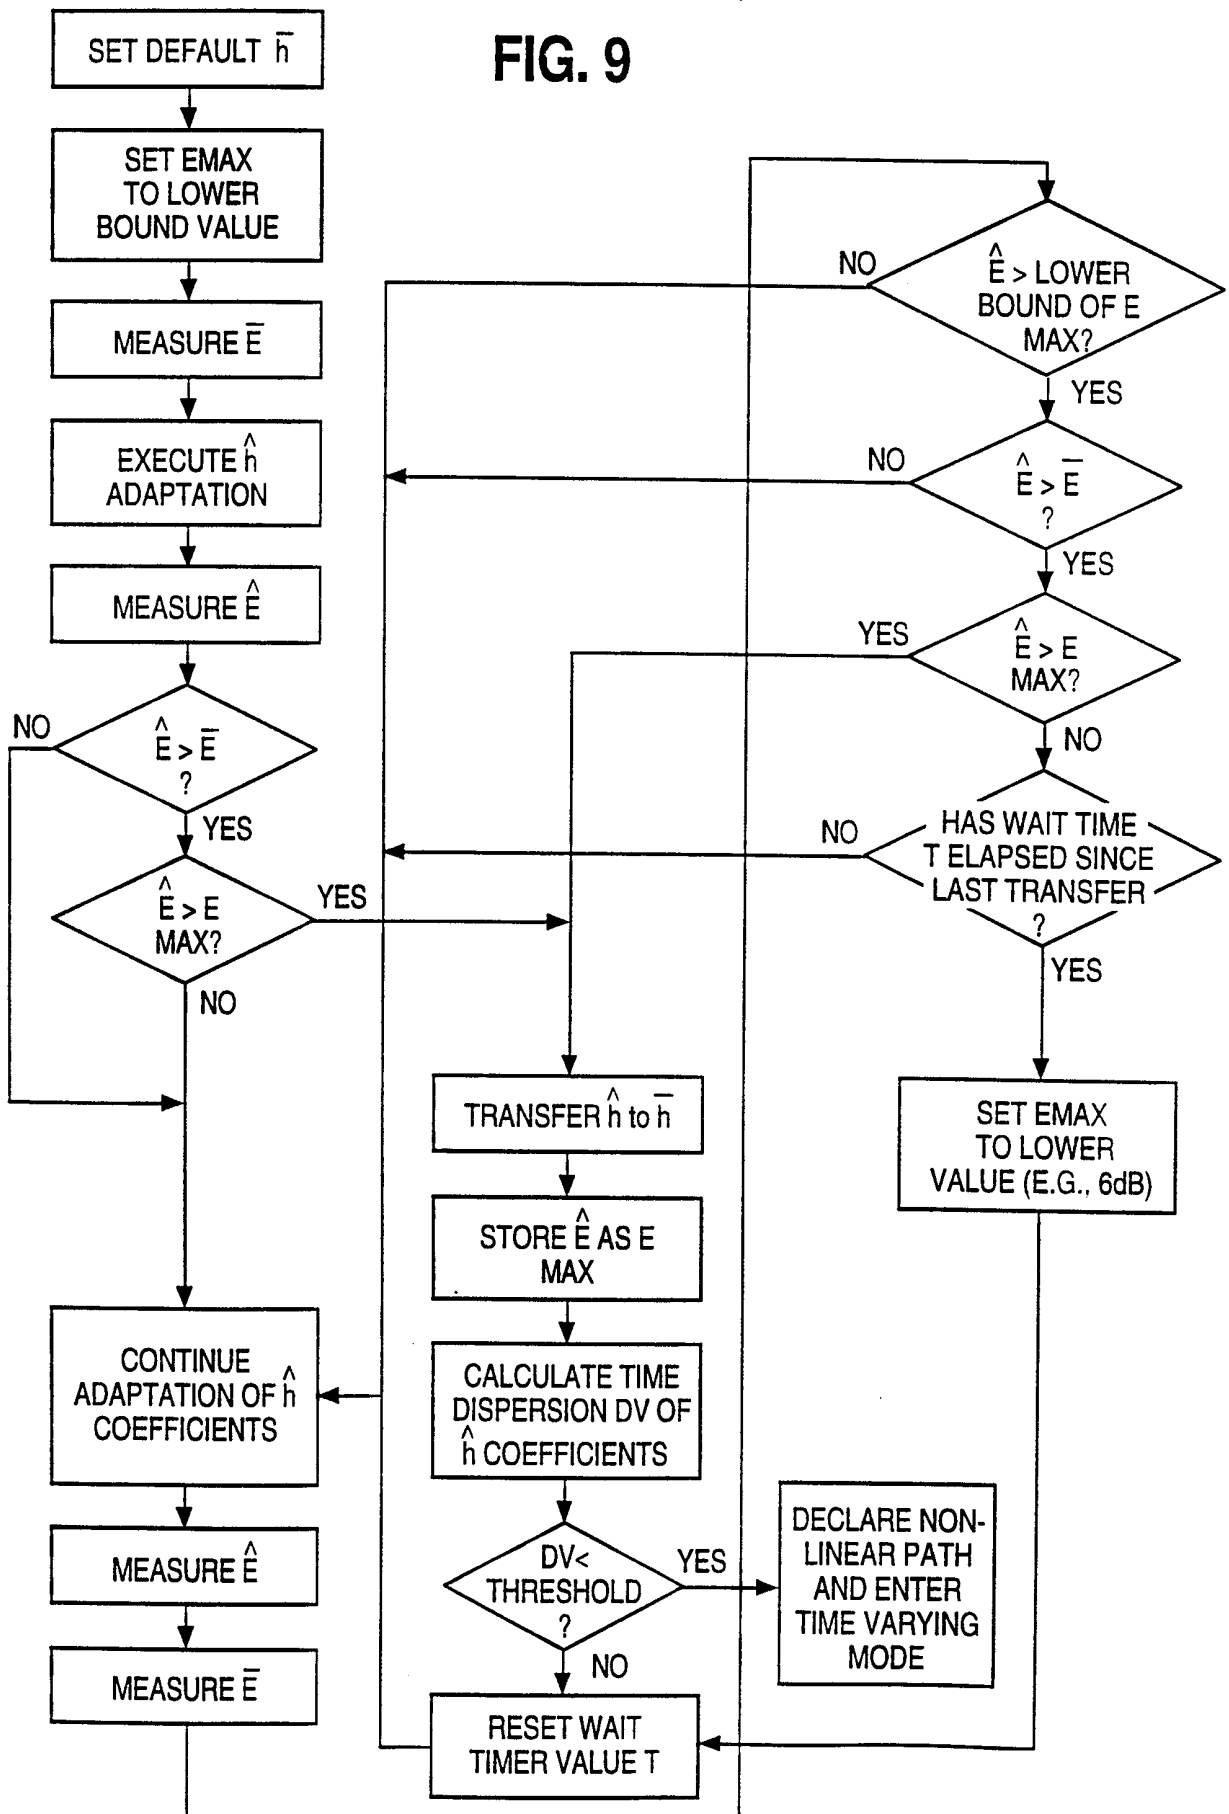 FIG. 9
SET DEFAULT h̅
SET EMAX
TO LOWER
BOUND VALUE
MEASURE E̅
EXECUTE ĥ
ADAPTATION
MEASURE Ê
Ê > E̅
?
NO
YES
Ê > E
MAX?
YES
NO
CONTINUE
ADAPTATION OF ĥ
COEFFICIENTS
MEASURE Ê
MEASURE E̅
Ê > LOWER
BOUND OF E
MAX?
NO
YES
Ê > E̅
?
NO
YES
Ê > E
MAX?
YES
NO
HAS WAIT TIME
T ELAPSED SINCE
LAST TRANSFER
?
NO
YES
SET EMAX
TO LOWER
VALUE (E.G., 6dB)
TRANSFER ĥ to h̅
STORE Ê AS E
MAX
CALCULATE TIME
DISPERSION DV OF
ĥ COEFFICIENTS
DV<
THRESHOLD
?
YES
NO
DECLARE NON-
LINEAR PATH
AND ENTER
TIME VARYING
MODE
RESET WAIT
TIMER VALUE T